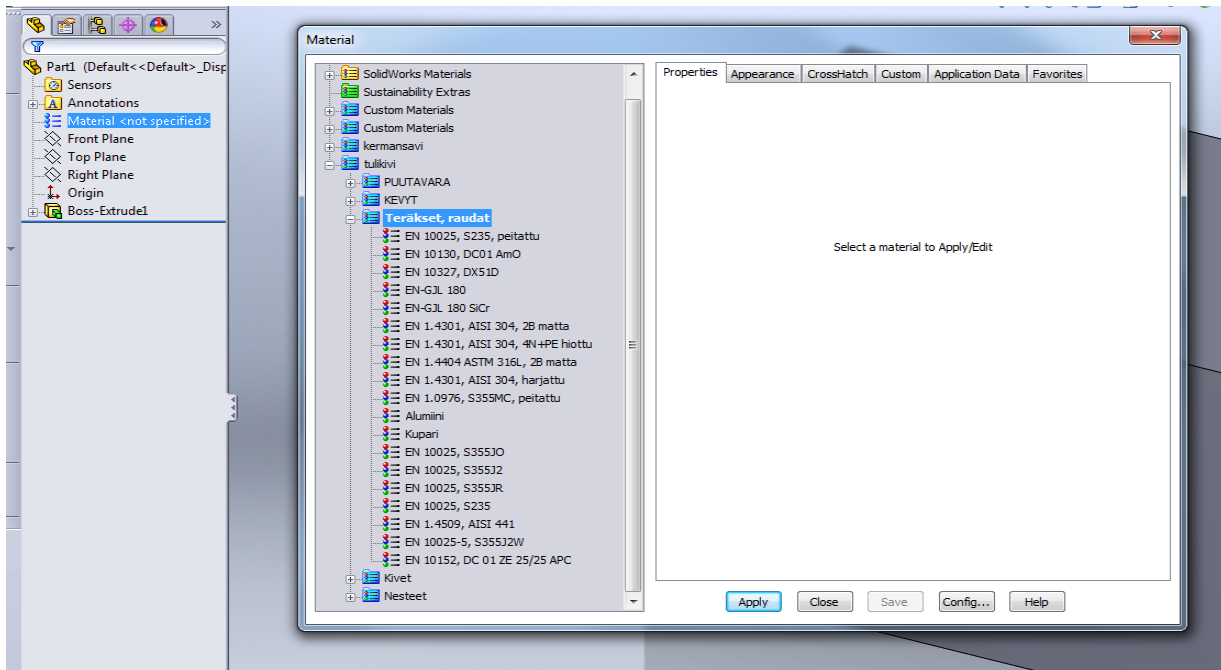 Part1 (Default<<Default>_Disp
Sensors
Annotations
Material <not specified>
Front Plane
Top Plane
Right Plane
Origin
Boss-Extrude1
Material
SolidWorks Materials
Sustainability Extras
Custom Materials
Custom Materials
kermansavi
tulikivi
PUUTAVARA
KEVYT
Teräkset, raudat
EN 10025, S235, peitattu
EN 10130, DC01 AmO
EN 10327, DX51D
EN-GJL 180
EN-GJL 180 SiCr
EN 1.4301, AISI 304, 2B matta
EN 1.4301, AISI 304, 4N+PE hiottu
EN 1.4404 ASTM 316L, 2B matta
EN 1.4301, AISI 304, harjattu
EN 1.0976, S355MC, peitattu
Alumiini
Kupari
EN 10025, S355JO
EN 10025, S355J2
EN 10025, S355JR
EN 10025, S235
EN 1.4509, AISI 441
EN 10025-5, S355J2W
EN 10152, DC 01 ZE 25/25 APC
Kivet
Nesteet
Properties Appearance CrossHatch Custom Application Data Favorites
Select a material to Apply/Edit
Apply Close Save Config... Help